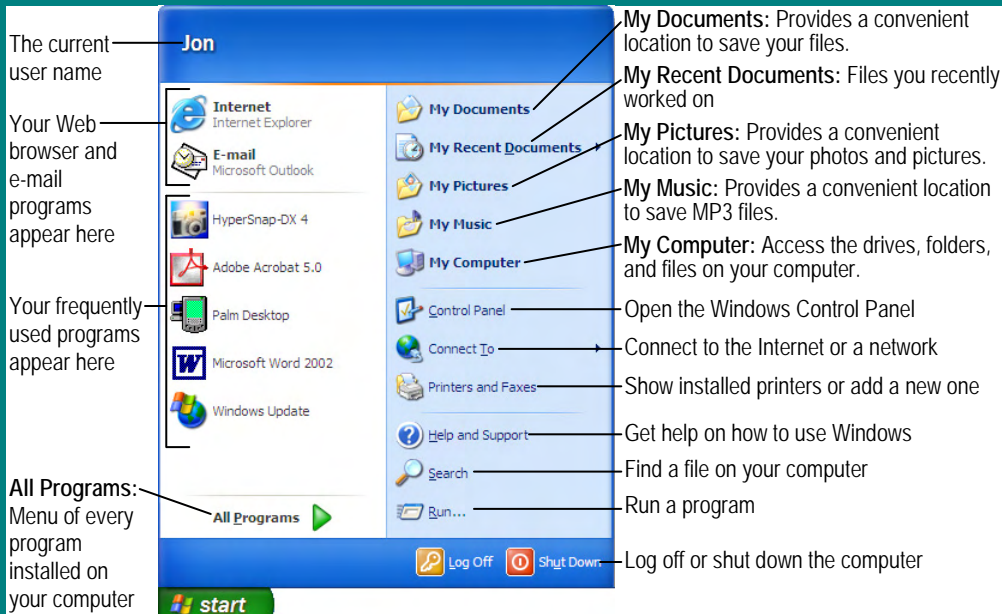 The current
user name
Your Web
browser and
e-mail
programs
appear here
Your frequently
used programs
appear here
All Programs:
Menu of every
program
installed on
your computer
Jon
Internet
Internet Explorer
E-mail
Microsoft Outlook
HyperSnap-DX 4
Adobe Acrobat 5.0
Palm Desktop
Microsoft Word 2002
Windows Update
All Programs
My Documents
My Recent Documents
My Pictures
My Music
My Computer
Control Panel
Connect To
Printers and Faxes
Help and Support
Search
Run...
Log Off
Shut Down
start
My Documents: Provides a convenient
location to save your files.
My Recent Documents: Files you recently
worked on
My Pictures: Provides a convenient
location to save your photos and pictures.
My Music: Provides a convenient location
to save MP3 files.
My Computer: Access the drives, folders,
and files on your computer.
Open the Windows Control Panel
Connect to the Internet or a network
Show installed printers or add a new one
Get help on how to use Windows
Find a file on your computer
Run a program
Log off or shut down the computer